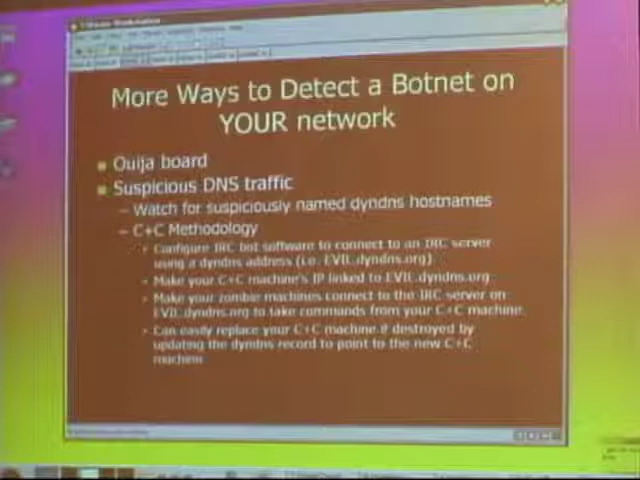 More Ways to Detect a Botnet on
YOUR network
Ouija board
Suspicious DNS traffic
– Watch for suspiciously named dyndns hostnames
– C+C Methodology
Configure IRC bot software to connect to an IRC server
using a dyndns address (i.e. EVIL.dyndns.org)
Make your C+C machine's IP linked to EVIL.dyndns.org
Make your zombie machines connect to the IRC server on
EVIL.dyndns.org to take commands from your C+C machine
Can easily replace your C+C machine if destroyed by
updating the dyndns record to point to the new C+C
machine